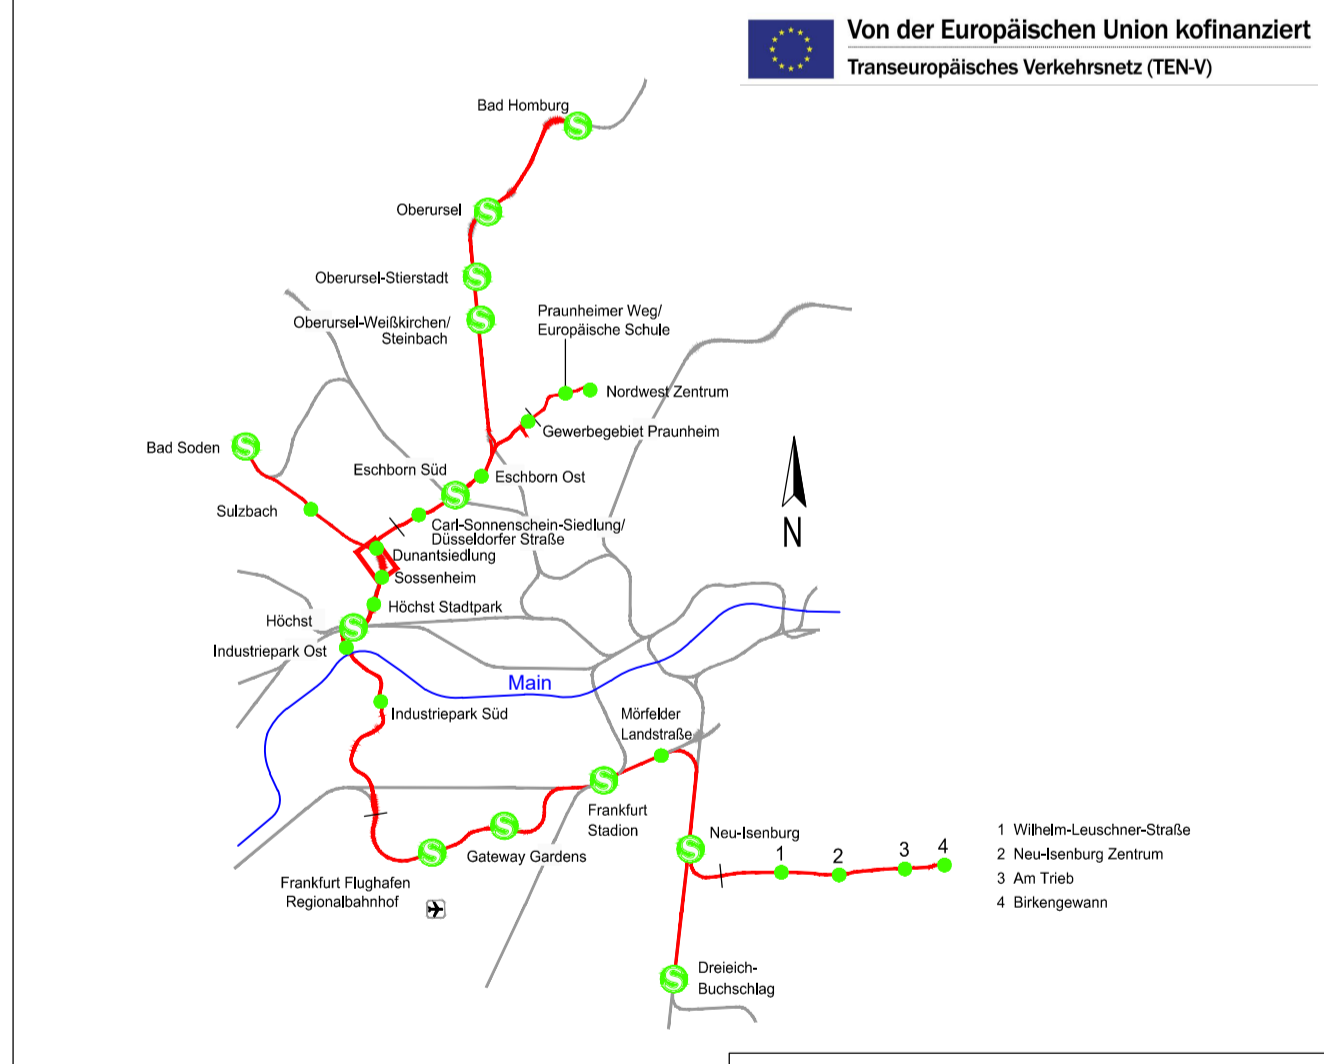 Von der Europäischen Union kofinanziert
Transeuropäisches Verkehrsnetz (TEN-V)
Bad Homburg
S
Oberursel
S
Oberursel-Stierstadt
S
Oberursel-Weißkirchen/
Steinbach
S
Praunheimer Weg/
Europäische Schule
Nordwest Zentrum
Gewerbegebiet Praunheim
Bad Soden
S
Eschborn Süd
S
Eschborn Ost
Sulzbach
Carl-Sonnenschein-Siedlung/
Düsseldorfer Straße
N
Dunantsiedlung
Sossenheim
Höchst Stadtpark
Höchst
S
Industriepark Ost
Main
Industriepark Süd
Mörfelder
Landstraße
S
Frankfurt
Stadion
S
Gateway Gardens
S
Frankfurt Flughafen
Regionalbahnhof
Neu-Isenburg
S
1
2
3
4
1 Wilhelm-Leuschner-Straße
2 Neu-Isenburg Zentrum
3 Am Trieb
4 Birkengewann
S
Dreieich-
Buchschlag